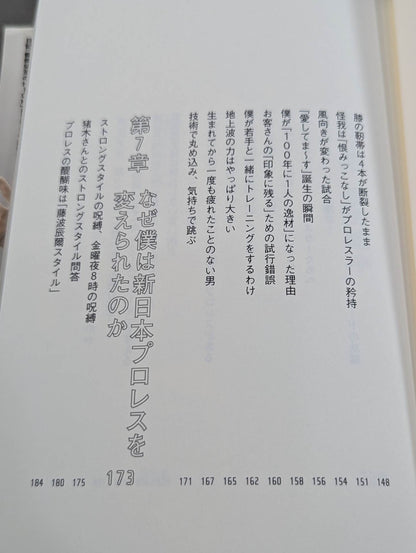 膝の靭帯は4本が断裂したまま 148
怪我は「恨みっこなし」がプロレスラーの矜持 151
風向きが変わった試合 154
「愛してま〜す」誕生の瞬間 156
僕が「100年に1人の逸材」になった理由 158
お客さんの「印象に残る」ための試行錯誤 160
僕が若手と一緒にトレーニングをするわけ 162
地上波の力はやっぱり大きい 165
生まれてから一度も疲れたことのない男 167
技術で丸め込み、気持ちで跳ぶ 171
第7章 なぜ僕は新日本プロレスを
変えられたのか 173
ストロングスタイルの呪縛、金曜夜8時の呪縛 175
猪木さんとのストロングスタイル問答 180
プロレスの醍醐味は「藤波辰爾スタイル」 184